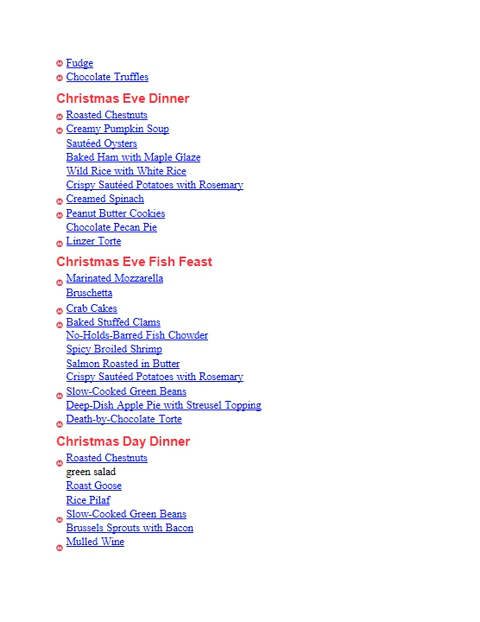 Fudge
Chocolate Truffles
Christmas Eve Dinner
Roasted Chestnuts
Creamy Pumpkin Soup
Sautéed Oysters
Baked Ham with Maple Glaze
Wild Rice with White Rice
Crispy Sautéed Potatoes with Rosemary
Creamed Spinach
Peanut Butter Cookies
Chocolate Pecan Pie
Linzer Torte
Christmas Eve Fish Feast
Marinated Mozzarella
Bruschetta
Crab Cakes
Baked Stuffed Clams
No-Holds-Barred Fish Chowder
Spicy Broiled Shrimp
Salmon Roasted in Butter
Crispy Sautéed Potatoes with Rosemary
Slow-Cooked Green Beans
Deep-Dish Apple Pie with Streusel Topping
Death-by-Chocolate Torte
Christmas Day Dinner
Roasted Chestnuts
green salad
Roast Goose
Rice Pilaf
Slow-Cooked Green Beans
Brussels Sprouts with Bacon
Mulled Wine